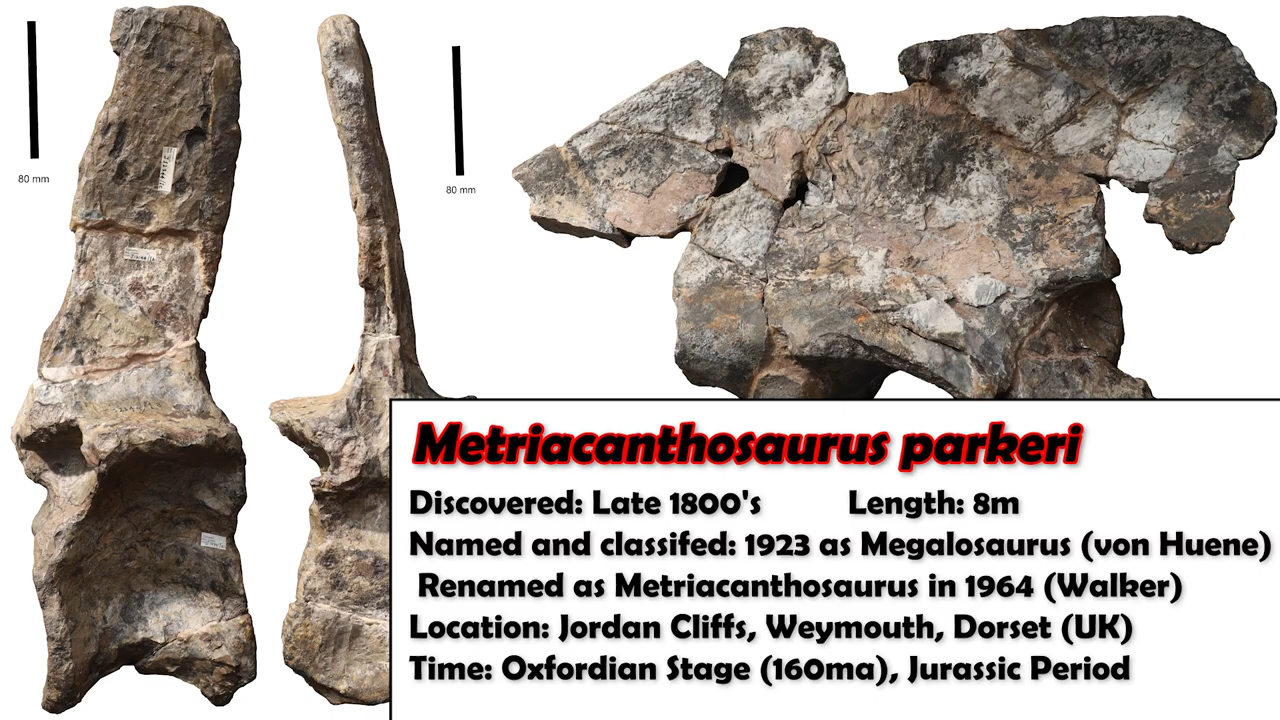 80 mm
80 mm
Metriacanthosaurus parkeri
Discovered: Late 1800's Length: 8m
Named and classifed: 1923 as Megalosaurus (von Huene)
Renamed as Metriacanthosaurus in 1964 (Walker)
Location: Jordan Cliffs, Weymouth, Dorset (UK)
Time: Oxfordian Stage (160ma), Jurassic Period